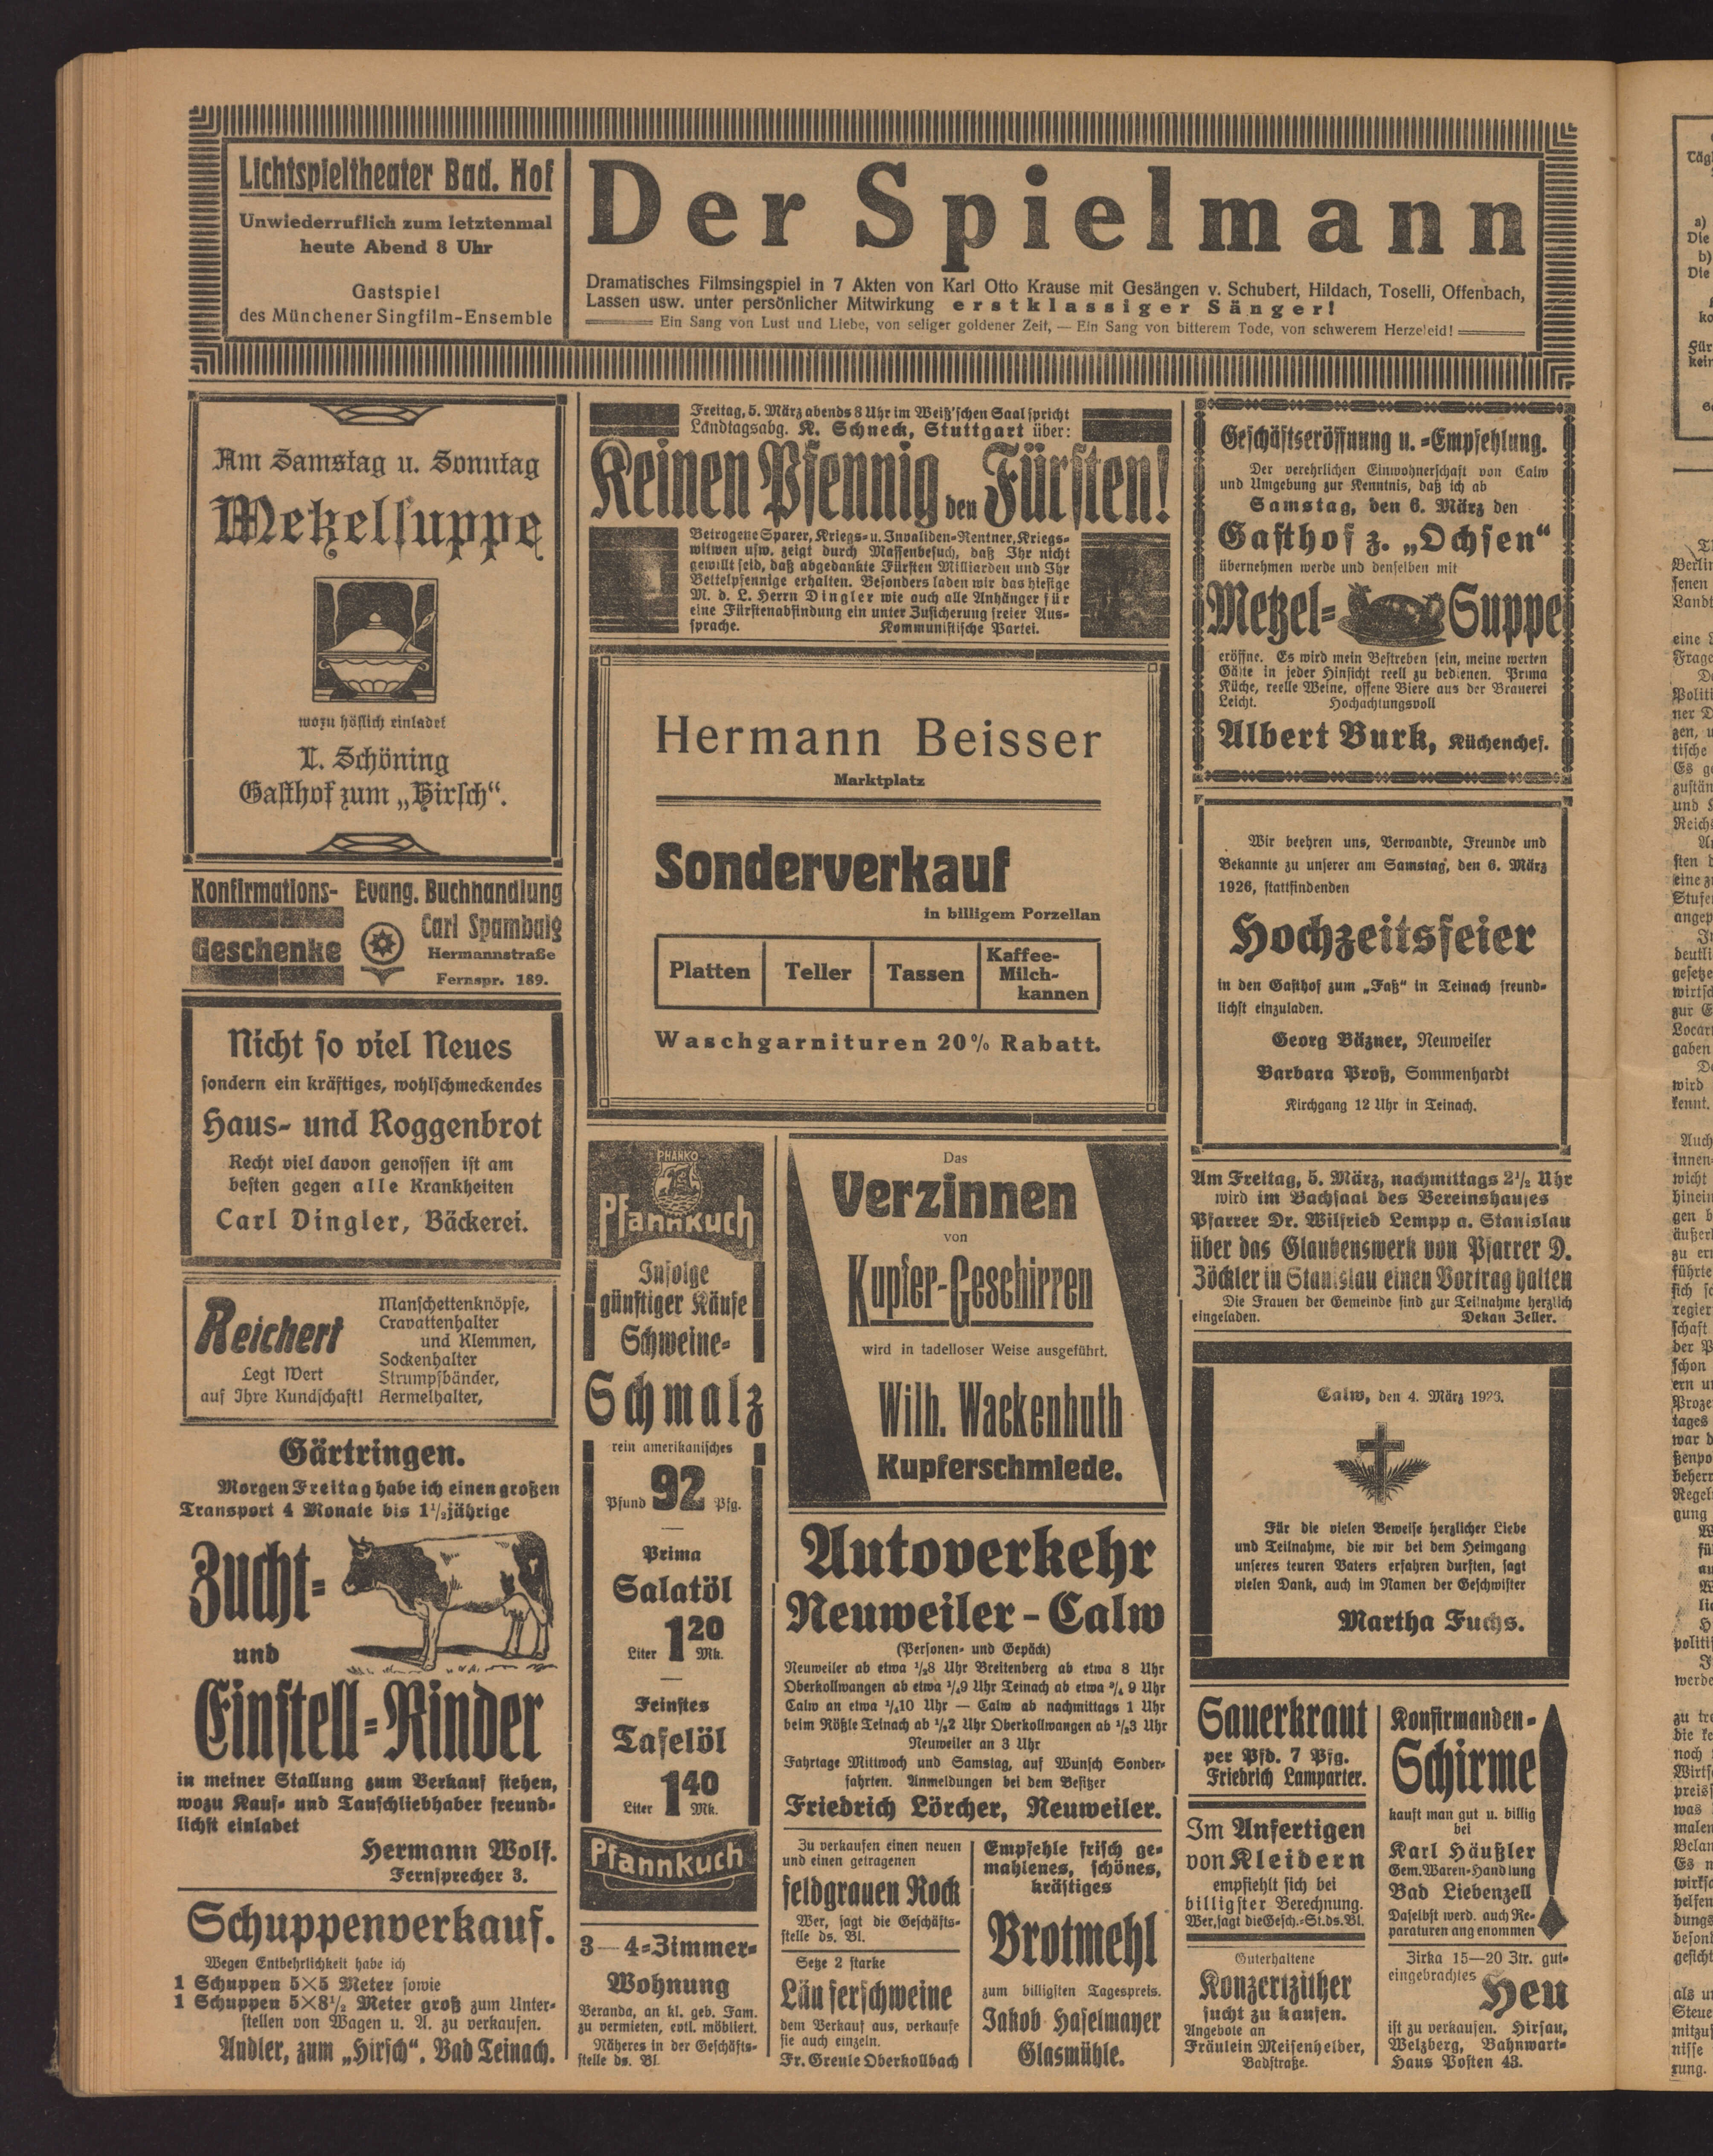 Lichtspieltheater Bad. Hof
Unwiederruflich zum letztenmal
heute Abend 8 Uhr
Gastspiel
des Münchener Singfilm-Ensemble
Der Spielmann
Dramatisches Filmsingspiel in 7 Akten von Karl Otto Krause mit Gesängen v. Schubert, Hildach, Toselli, Offenbach,
Lassen usw. unter persönlicher Mitwirkung erstklassiger Sänger!
Ein Sang von Lust und Liebe, von seliger goldener Zeit, — Ein Sang von bitterem Tode, von schwerem Herzeleid!
Am Samstag u. Sonntag
Metzelsuppe
wozu höflich einladet
L. Schöning
Gasthof zum „Hirsch“.
Konfirmations-
Geschenke
Evang. Buchhandlung
Carl Spambalg
Hermannstraße
Fernspr. 189.
Nicht so viel Neues
sondern ein kräftiges, wohlschmeckendes
Haus- und Roggenbrot
Recht viel davon genossen ist am
besten gegen alle Krankheiten
Carl Dingler, Bäckerei.
Reichert
Legt Wert
auf Ihre Kundschaft!
Manschettenknöpfe,
Cravattenhalter
und Klemmen,
Sockenhalter
Strumpfbänder,
Aermelhalter,
Gärtringen.
Morgen Freitag habe ich einen großen
Transport 4 Monate bis 1½jährige
Zucht-
und
Einstell-Rinder
in meiner Stallung zum Verkauf stehen,
wozu Kauf- und Tauschliebhaber freund-
lichst einladet
Hermann Wolf.
Fernsprecher 3.
Schuppenverkauf.
Wegen Entbehrlichkeit habe ich
1 Schuppen 5×5 Meter sowie
1 Schuppen 5×8½ Meter groß zum Unter-
stellen von Wagen u. A. zu verkaufen.
Andler, zum „Hirsch“, Bad Teinach.
Freitag, 5. März abends 8 Uhr im Weiß'schen Saal spricht
Landtagsabg. K. Schneck, Stuttgart über:
Keinen Pfennig den Fürsten!
Betrogene Sparer, Kriegs- u. Invaliden-Rentner, Kriegs-
witwen usw. zeigt durch Massenbesuch, daß Ihr nicht
gewillt seid, daß abgedankte Fürsten Milliarden und Ihr
Bettelpfennige erhalten. Besonders laden wir das hiesige
M. d. L. Herrn Dingler wie auch alle Anhänger für
eine Fürstenabfindung ein unter Zusicherung freier Aus-
sprache. Kommunistische Partei.
Hermann Beisser
Marktplatz
Sonderverkauf
in billigem Porzellan
Platten
Teller
Tassen
Kaffee-
Milch-
kannen
Waschgarnituren 20% Rabatt.
PHANKO
Pfannkuch
Infolge
günstiger Käufe
Schweine-
Schmalz
rein amerikanisches
Pfund 92 Pfg.
Prima
Salatöl
Liter 1 20 Mk.
Feinstes
Tafelöl
Liter 1 40 Mk.
Pfannkuch
3—4-Zimmer-
Wohnung
Veranda, an kl. geb. Fam.
zu vermieten, evtl. möbliert.
Näheres in der Geschäfts-
stelle ds. Bl.
Das
Verzinnen
von
Kupfer-Geschirren
wird in tadelloser Weise ausgeführt.
Wilh. Wackenhuth
Kupferschmiede.
Autoverkehr
Neuweiler - Calw
(Personen- und Gepäck)
Neuweiler ab etwa ½8 Uhr Breitenberg ab etwa 8 Uhr
Oberkollwangen ab etwa ¼9 Uhr Teinach ab etwa ¾ 9 Uhr
Calw an etwa ¼10 Uhr — Calw ab nachmittags 1 Uhr
beim Rößle Teinach ab ½2 Uhr Oberkollwangen ab ½3 Uhr
Neuweiler an 3 Uhr
Fahrtage Mittwoch und Samstag, auf Wunsch Sonder-
fahrten. Anmeldungen bei dem Besitzer
Friedrich Lörcher, Neuweiler.
Zu verkaufen einen neuen
und einen getragenen
feldgrauen Rock
Wer, sagt die Geschäfts-
stelle ds. Bl.
Setze 2 starke
Läuferschweine
dem Verkauf aus, verkaufe
sie auch einzeln.
Fr. Greule Oberkollbach
Empfehle frisch ge-
mahlenes, schönes,
kräftiges
Brotmehl
zum billigsten Tagespreis.
Jakob Haselmayer
Glasmühle.
Geschäftseröffnung u. -Empfehlung.
Der verehrlichen Einwohnerschaft von Calw
und Umgebung zur Kenntnis, daß ich ab
Samstag, den 6. März den
Gasthof z. „Ochsen“
übernehmen werde und denselben mit
Metzel-Suppe
eröffne. Es wird mein Bestreben sein, meine werten
Gäste in jeder Hinsicht reell zu bedienen. Prima
Küche, reelle Weine, offene Biere aus der Brauerei
Leicht. Hochachtungsvoll
Albert Burk, Küchenchef.
Wir beehren uns, Verwandte, Freunde und
Bekannte zu unserer am Samstag, den 6. März
1926, stattfindenden
Hochzeitsfeier
in den Gasthof zum „Faß“ in Teinach freund-
lichst einzuladen.
Georg Bäzner, Neuweiler
Barbara Proß, Sommenhardt
Kirchgang 12 Uhr in Teinach.
Am Freitag, 5. März, nachmittags 2½ Uhr
wird im Bachsaal des Vereinshauses
Pfarrer Dr. Wilfried Lempp a. Stanislau
über das Glaubenswerk von Pfarrer D.
Zöckler in Stanislau einen Vortrag halten
Die Frauen der Gemeinde sind zur Teilnahme herzlich
eingeladen. Dekan Zeller.
Calw, den 4. März 1926.
Für die vielen Beweise herzlicher Liebe
und Teilnahme, die wir bei dem Heimgang
unseres teuren Vaters erfahren durften, sagt
vielen Dank, auch im Namen der Geschwister
Martha Fuchs.
Sauerkraut
per Pfd. 7 Pfg.
Friedrich Lamparter.
Im Anfertigen
von Kleidern
empfiehlt sich bei
billigster Berechnung.
Wer, sagt die Gesch.-St. ds. Bl.
Guterhaltene
Konzertzither
sucht zu kaufen.
Angebote an
Fräulein Meisenhelder,
Badstraße.
Konfirmanden-
Schirme
kauft man gut u. billig
bei
Karl Häußler
Gem. Waren-Handlung
Bad Liebenzell
Daselbst werd. auch Re-
paraturen angenommen
Zirka 15—20 Ztr. gut-
eingebrachtes Heu
ist zu verkaufen. Hirsau,
Welzberg, Bahnwart-
Haus Posten 43.